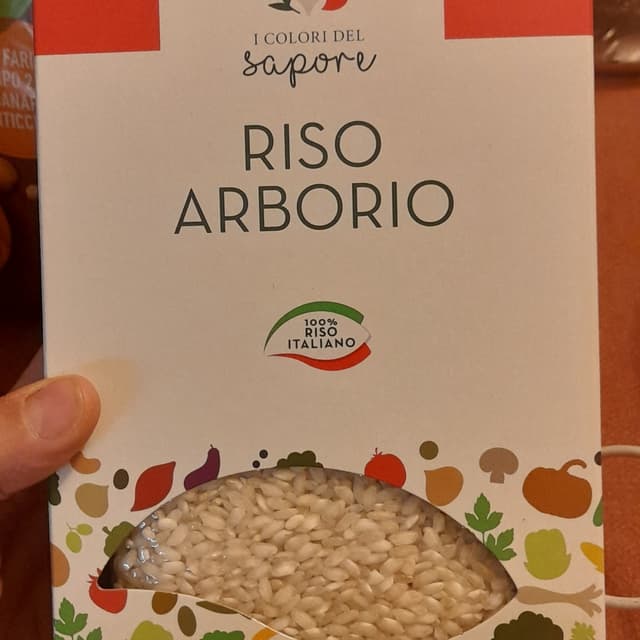 I COLORI DEL
sapore
RISO
ARBORIO
100%
RISO
ITALIANO